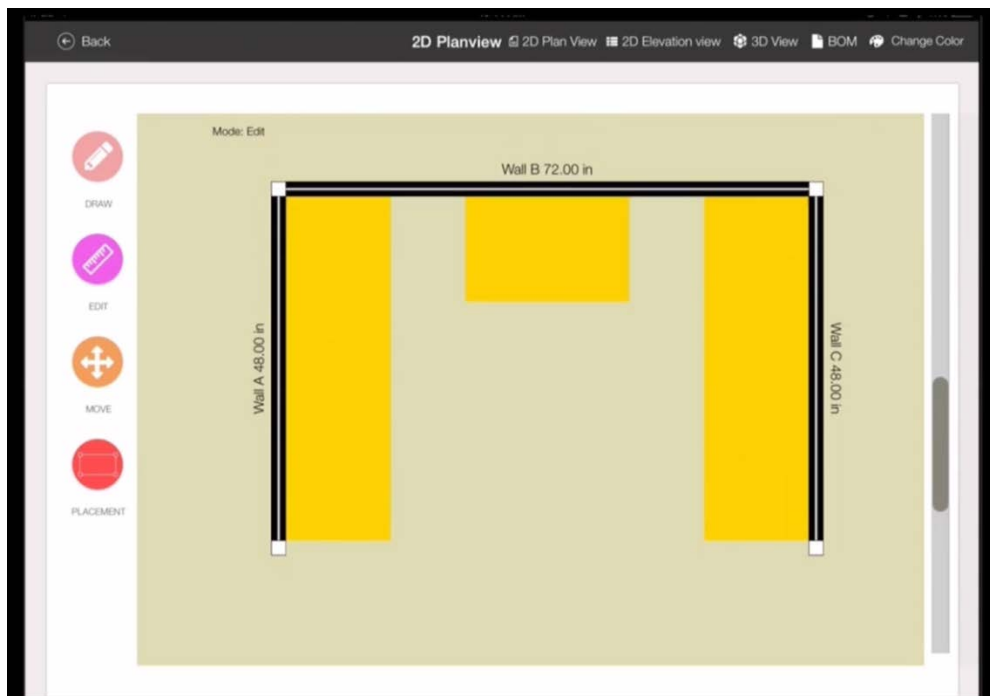 Back
2D Planview 2D Plan View 2D Elevation view 3D View BOM Change Color
Mode: Edit
DRAW
EDIT
MOVE
PLACEMENT
Wall B 72.00 in
Wall A 48.00 in
Wall C 48.00 in